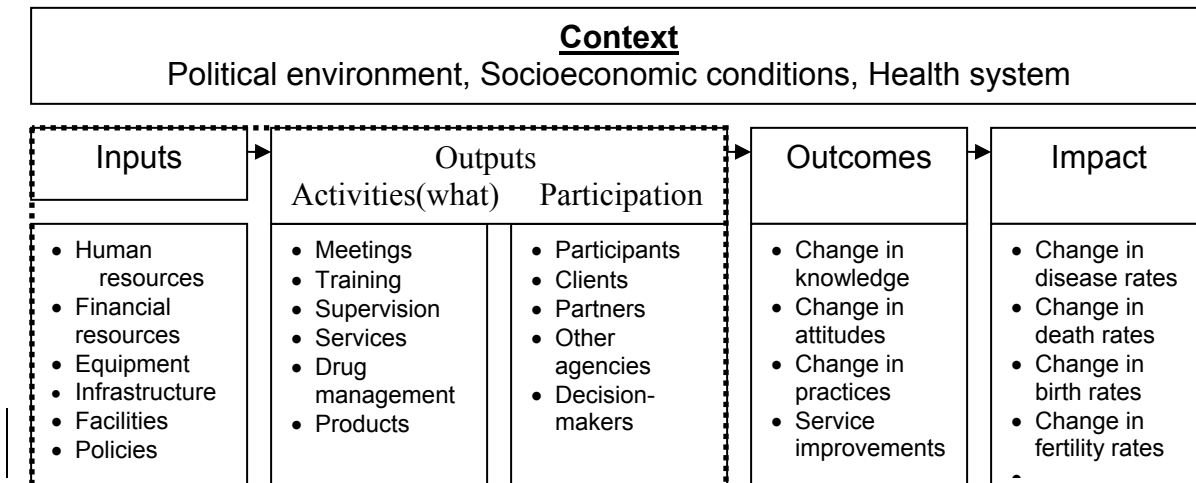 Context
Political environment, Socioeconomic conditions, Health system
Inputs
Outputs
Activities(what) Participation
Outcomes
Impact
• Human
resources
• Financial
resources
• Equipment
• Infrastructure
• Facilities
• Policies
• Meetings
• Training
• Supervision
• Services
• Drug
management
• Products
• Participants
• Clients
• Partners
• Other
agencies
• Decision-
makers
• Change in
knowledge
• Change in
attitudes
• Change in
practices
• Service
improvements
• Change in
disease rates
• Change in
death rates
• Change in
birth rates
• Change in
fertility rates
•